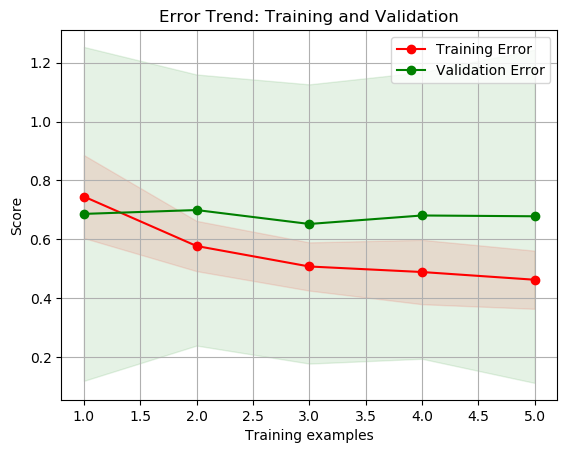 Error Trend: Training and Validation
Training Error
Validation Error
Score
1.2
1.0
0.8
0.6
0.4
0.2
1.0 1.5 2.0 2.5 3.0 3.5 4.0 4.5 5.0
Training examples